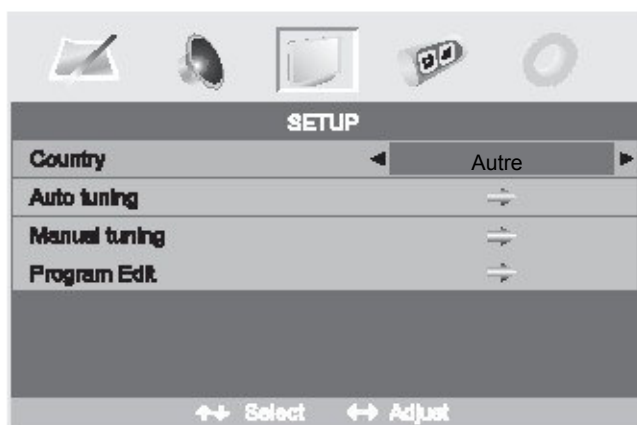 SETUP
Country Autre
Auto tuning
Manual tuning
Program Edit
Select Adjust